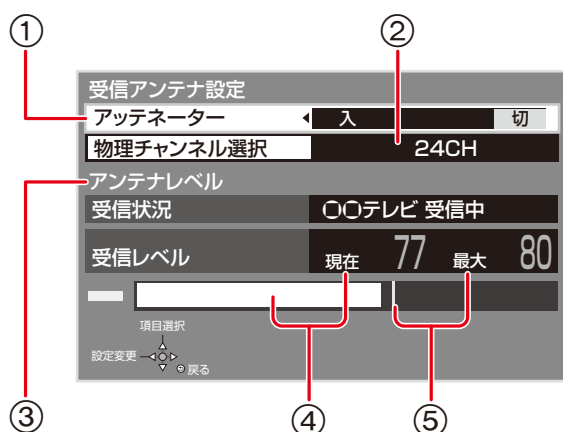 ① ②
受信アンテナ設定
アッテネーター 入 切
物理チャンネル選択 24CH
アンテナレベル
受信状況 〇〇テレビ 受信中
受信レベル 現在 77 最大 80
項目選択
設定変更 戻る
③ ④ ⑤